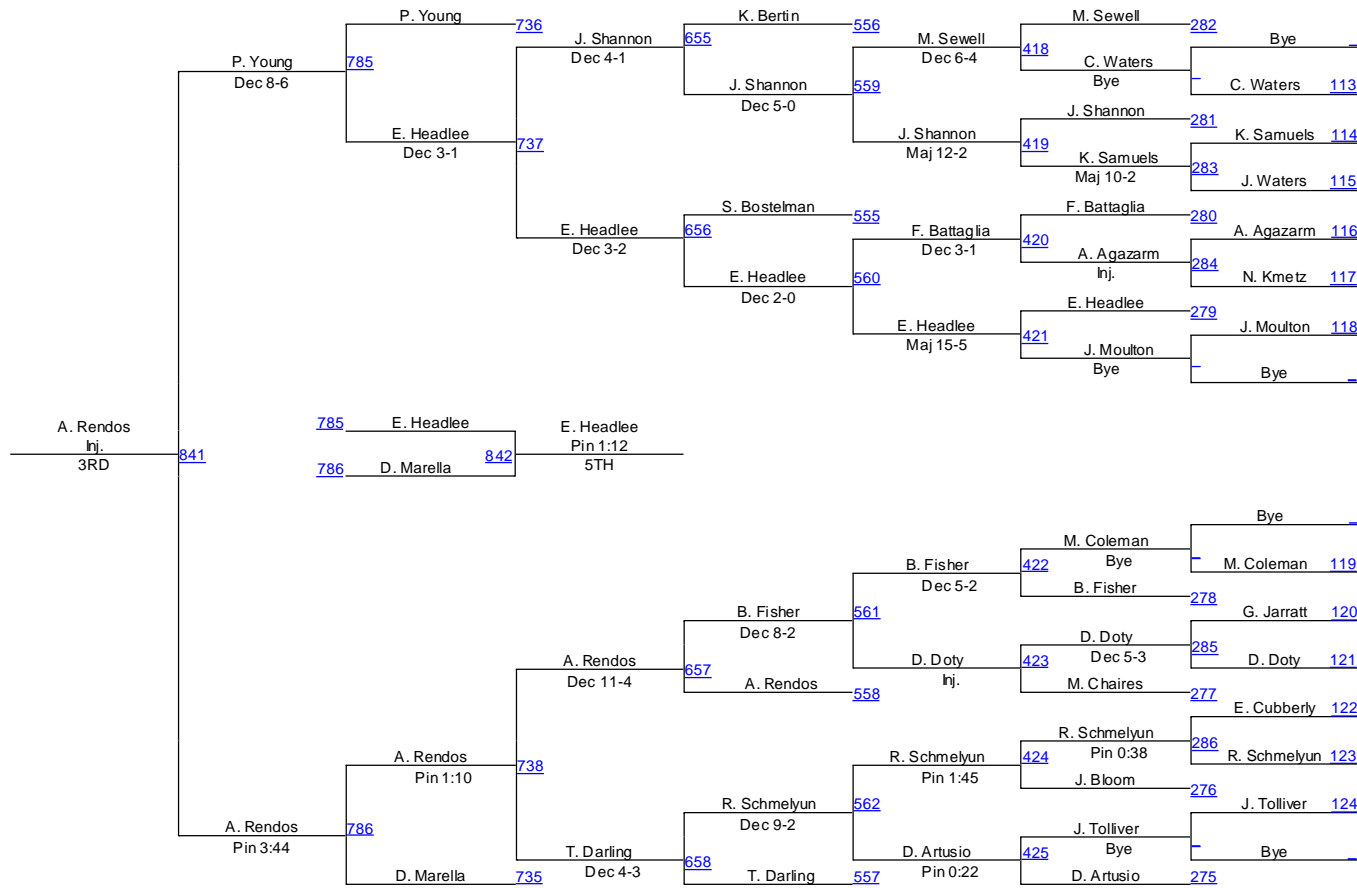 P. Young 736 K. Bertin 556 M. Sewell 282
J. Shannon 655 M. Sewell 418 Bye
Dec 4-1 Dec 6-4
P. Young 785 C. Waters
Dec 8-6 J. Shannon 559 Bye C. Waters 113
Dec 5-0
J. Shannon 281
E. Headlee 737 J. Shannon 419 K. Samuels 114
Dec 3-1 Maj 12-2
K. Samuels 283
Maj 10-2 J. Waters 115
S. Bostelman 555 F. Battaglia 280
E. Headlee 656 F. Battaglia 420 A. Agazarm 116
Dec 3-2 Dec 3-1
A. Agazarm 284
E. Headlee 560 Inj. N. Kmetz 117
Dec 2-0
E. Headlee 279
E. Headlee 421 J. Moulton 118
Maj 15-5
J. Moulton
Bye Bye
785 E. Headlee
A. Rendos E. Headlee
Inj. 842 Pin 1:12
841
3RD 786 D. Marella 5TH
Bye
M. Coleman
B. Fisher 422 Bye M. Coleman 119
Dec 5-2
B. Fisher 278
B. Fisher 561 G. Jarratt 120
Dec 8-2
D. Doty 285
A. Rendos 657 D. Doty 423 Dec 5-3 D. Doty 121
Dec 11-4 Inj.
A. Rendos 558 M. Chaires 277
E. Cubberly 122
R. Schmelyun 286
A. Rendos 738 R. Schmelyun 424 Pin 0:38 R. Schmelyun 123
Pin 1:10 Pin 1:45
J. Bloom 276
R. Schmelyun 562 J. Tolliver 124
Dec 9-2
A. Rendos 786 J. Tolliver
Pin 3:44 T. Darling 658 D. Artusio 425 Bye Bye
Dec 4-3 Pin 0:22
D. Marella 735 T. Darling 557 D. Artusio 275